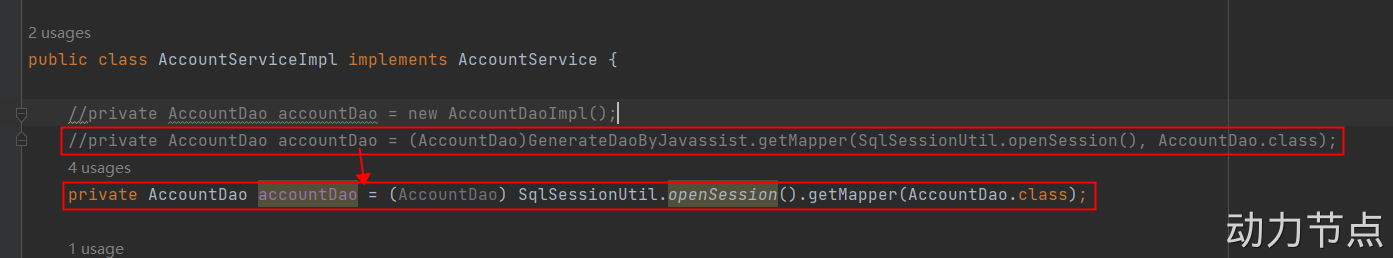 2 usages
public class AccountServiceImpl implements AccountService {
//private AccountDao accountDao = new AccountDaoImpl();
//private AccountDao accountDao = (AccountDao)GenerateDaoByJavassist.getMapper(SqlSessionUtil.openSession(), AccountDao.class);
4 usages
private AccountDao accountDao = (AccountDao) SqlSessionUtil.openSession().getMapper(AccountDao.class);
1 usage
动力节点